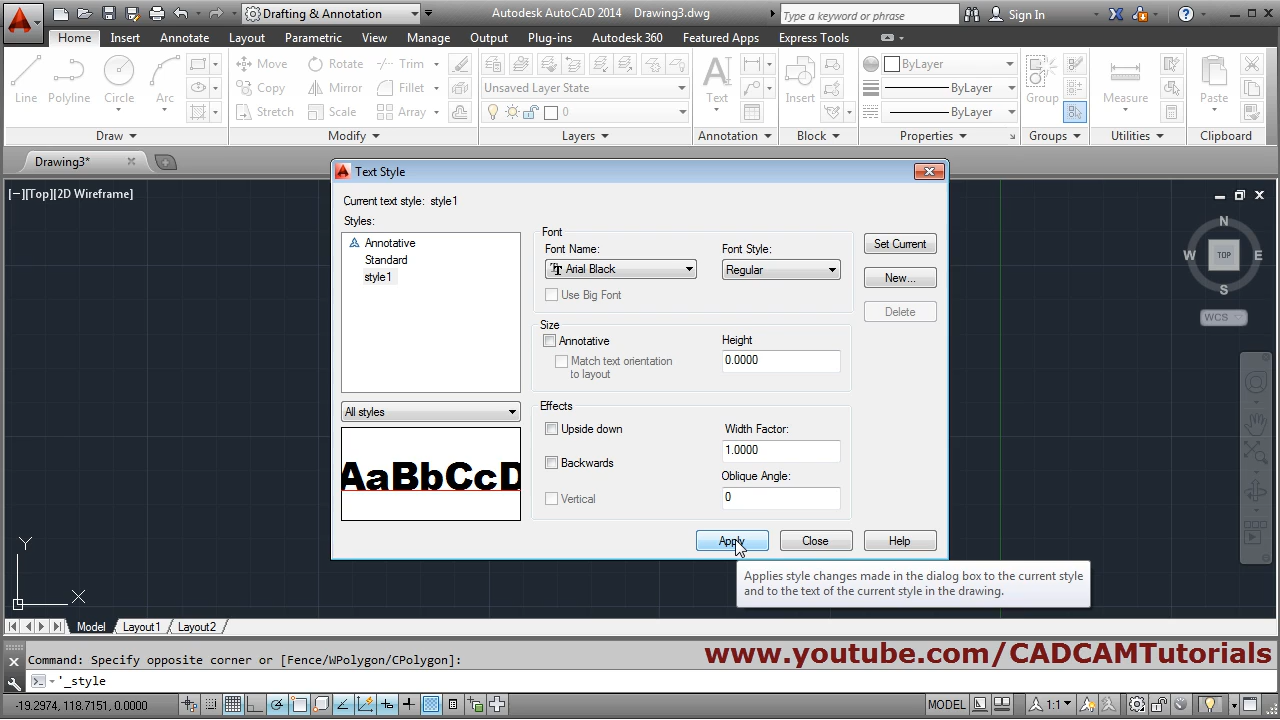 Drafting & Annotation
Autodesk AutoCAD 2014 Drawing3.dwg
Type a keyword or phrase
Sign In
Home Insert Annotate Layout Parametric View Manage Output Plug-ins Autodesk 360 Featured Apps Express Tools
Line
Polyline
Circle
Arc
Move
Rotate
Trim
Copy
Mirror
Fillet
Stretch
Scale
Array
Unsaved Layer State
0
Text
Insert
ByLayer
ByLayer
ByLayer
Group
Measure
Paste
Draw
Modify
Layers
Annotation
Block
Properties
Groups
Utilities
Clipboard
Drawing3*
[−][Top][2D Wireframe]
Text Style
Current text style: style1
Styles:
Annotative
Standard
style1
All styles
AaBbCcD
Font
Font Name:
Font Style:
Arial Black
Regular
Use Big Font
Size
Annotative
Height
Match text orientation
to layout
0.0000
Effects
Upside down
Width Factor:
1.0000
Backwards
Oblique Angle:
Vertical
0
Set Current
New...
Delete
Apply
Close
Help
Applies style changes made in the dialog box to the current style
and to the text of the current style in the drawing.
N
W
TOP
E
S
WCS
Y
X
Model Layout1 Layout2
Command: Specify opposite corner or [Fence/WPolygon/CPolygon]:
'_style
www.youtube.com/CADCAMTutorials
-19.2974, 118.7151, 0.0000
MODEL
1:1